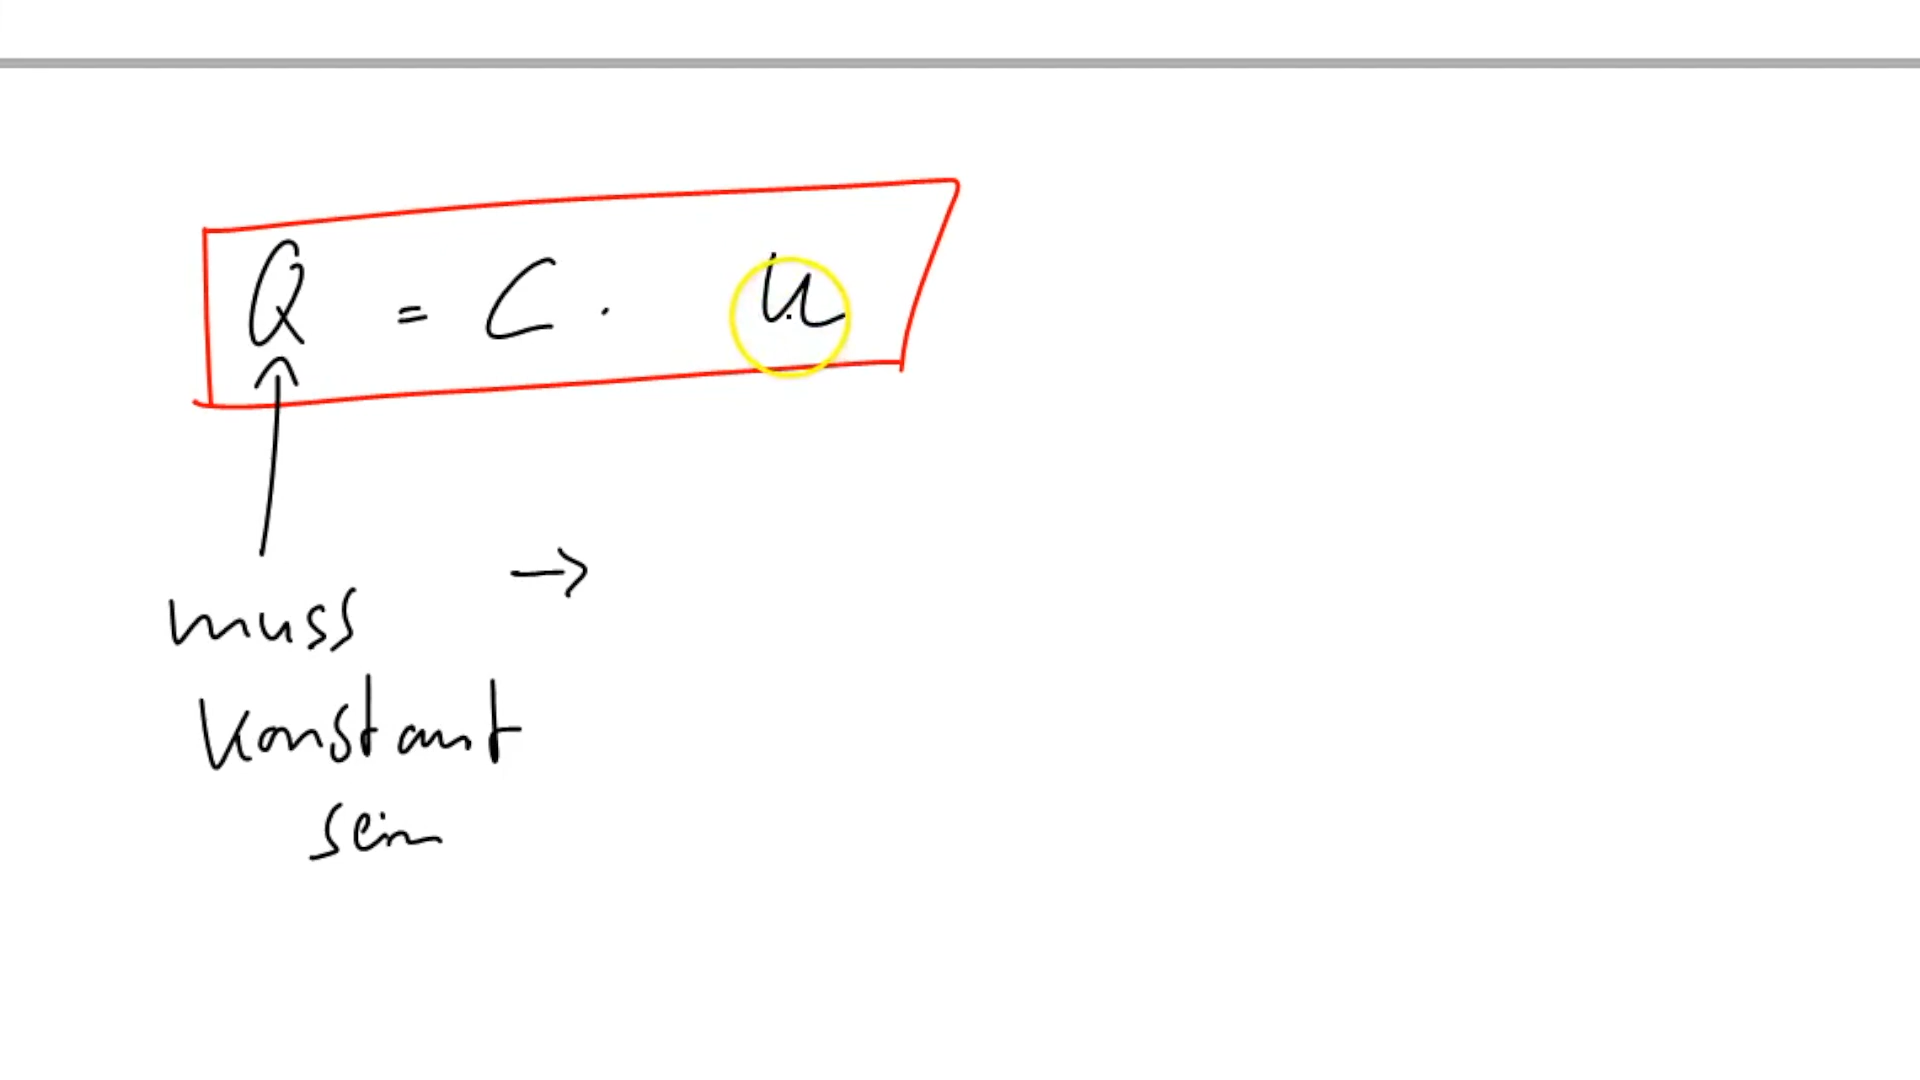 Q = C · U
→
muss
konstant
sein